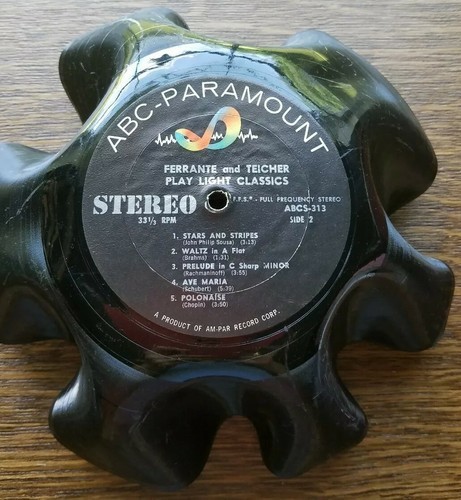 ABC-PARAMOUNT
FERRANTE and TEICHER
PLAY LIGHT CLASSICS
STEREO
33⅓ RPM
F.F.S.® - FULL FREQUENCY STEREO
ABCS-313
SIDE 2
1. STARS AND STRIPES
(John Philip Sousa) (3:13)
2. WALTZ in A Flat
(Brahms) (1:31)
3. PRELUDE in C Sharp MINOR
(Rachmaninoff) (3:55)
4. AVE MARIA
(Schubert) (5:39)
5. POLONAISE
(Chopin) (3:50)
A PRODUCT OF AM-PAR RECORD CORP.